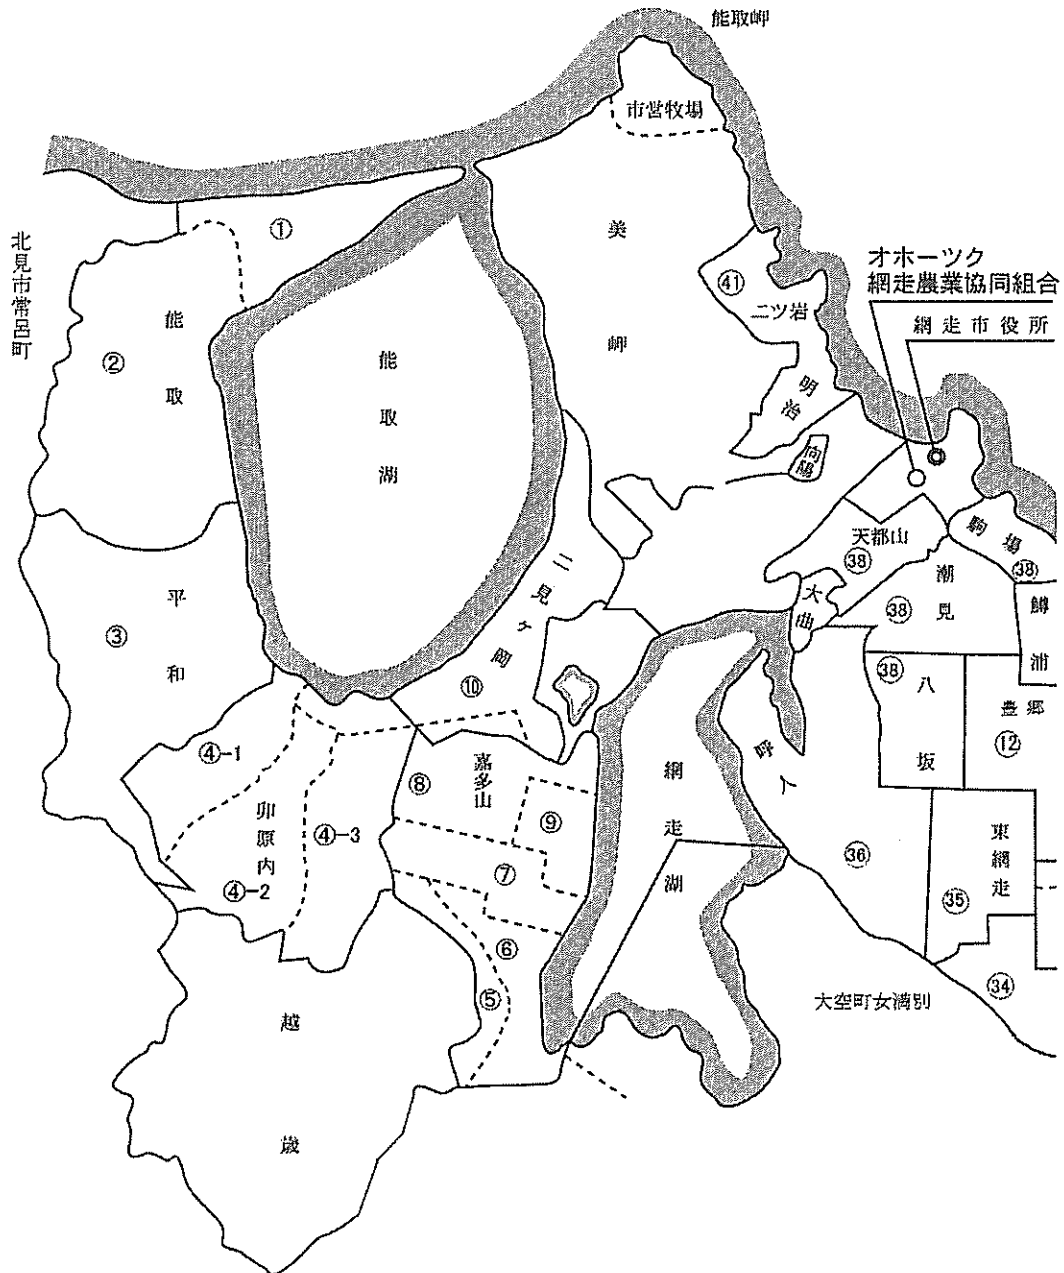 能取岬
市営牧場
①
北見市常呂町
美岬
オホーツク
網走農業協同組合
㊶
二ツ岩
網走市役所
能取
②
能取湖
明治
向陽
天都山
㊳
駒場
㊳
二見ヶ岡
⑩
大曲
潮見
㊳
鱒浦
平和
③
㊳
八坂
豊郷
⑫
④-1
卯原内
④-3
④-2
⑧
嘉多山
⑨
⑦
⑥
⑤
網走湖
呼人
㊱
東網走
㉟
㉞
大空町女満別
越歳